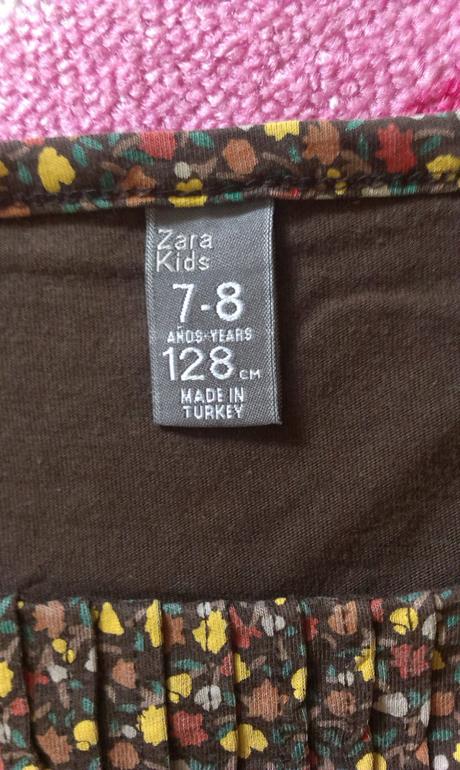 Zara
Kids
7-8
AÑOS-YEARS
128 CM
MADE IN
TURKEY